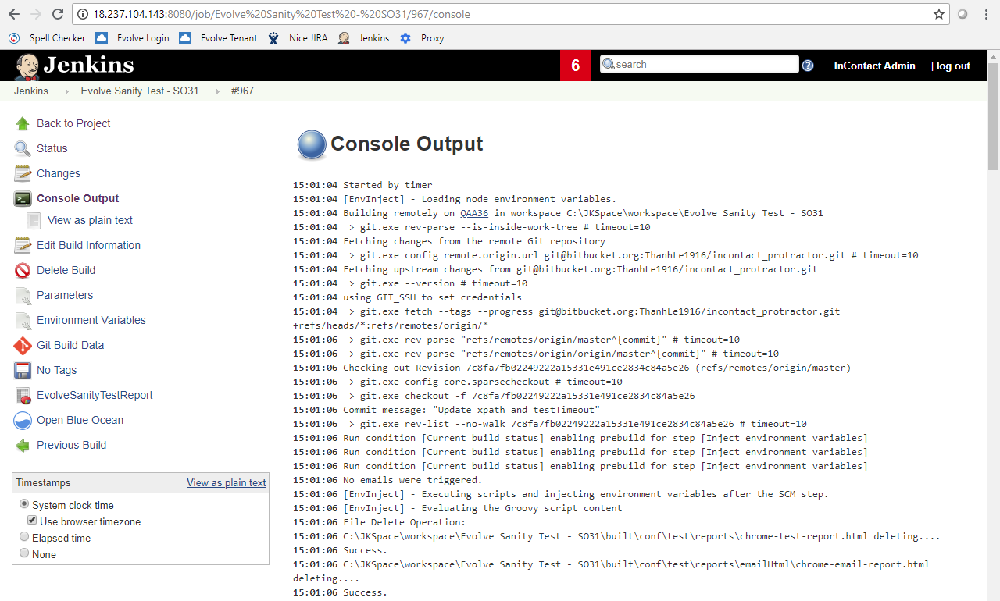 18.237.104.143:8080/job/Evolve%20Sanity%20Test%20-%20SO31/967/console
Spell Checker Evolve Login Evolve Tenant Nice JIRA Jenkins Proxy
Jenkins 6 search InContact Admin | log out
Jenkins Evolve Sanity Test - SO31 #967
Back to Project
Status
Changes
Console Output
View as plain text
Edit Build Information
Delete Build
Parameters
Environment Variables
Git Build Data
No Tags
EvolveSanityTestReport
Open Blue Ocean
Previous Build
Timestamps View as plain text
System clock time
Use browser timezone
Elapsed time
None
Console Output
15:01:04 Started by timer
15:01:04 [EnvInject] - Loading node environment variables.
15:01:04 Building remotely on QAA36 in workspace C:\JKSpace\workspace\Evolve Sanity Test - SO31
15:01:04 > git.exe rev-parse --is-inside-work-tree # timeout=10
15:01:04 Fetching changes from the remote Git repository
15:01:04 > git.exe config remote.origin.url git@bitbucket.org:ThanhLe1916/incontact_protractor.git # timeout=10
15:01:04 Fetching upstream changes from git@bitbucket.org:ThanhLe1916/incontact_protractor.git
15:01:04 > git.exe --version # timeout=10
15:01:04 using GIT_SSH to set credentials
15:01:04 > git.exe fetch --tags --progress git@bitbucket.org:ThanhLe1916/incontact_protractor.git
+refs/heads/*:refs/remotes/origin/*
15:01:06 > git.exe rev-parse "refs/remotes/origin/master^{commit}" # timeout=10
15:01:06 > git.exe rev-parse "refs/remotes/origin/origin/master^{commit}" # timeout=10
15:01:06 Checking out Revision 7c8fa7fb02249222a15331e491ce2834c84a5e26 (refs/remotes/origin/master)
15:01:06 > git.exe config core.sparsecheckout # timeout=10
15:01:06 > git.exe checkout -f 7c8fa7fb02249222a15331e491ce2834c84a5e26
15:01:06 Commit message: "Update xpath and testTimeout"
15:01:06 > git.exe rev-list --no-walk 7c8fa7fb02249222a15331e491ce2834c84a5e26 # timeout=10
15:01:06 Run condition [Current build status] enabling prebuild for step [Inject environment variables]
15:01:06 Run condition [Current build status] enabling prebuild for step [Inject environment variables]
15:01:06 Run condition [Current build status] enabling prebuild for step [Inject environment variables]
15:01:06 No emails were triggered.
15:01:06 [EnvInject] - Executing scripts and injecting environment variables after the SCM step.
15:01:06 [EnvInject] - Evaluating the Groovy script content
15:01:06 File Delete Operation:
15:01:06 C:\JKSpace\workspace\Evolve Sanity Test - SO31\built\conf\test\reports\chrome-test-report.html deleting....
15:01:06 Success.
15:01:06 C:\JKSpace\workspace\Evolve Sanity Test - SO31\built\conf\test\reports\emailHtml\chrome-email-report.html
deleting....
15:01:06 Success.